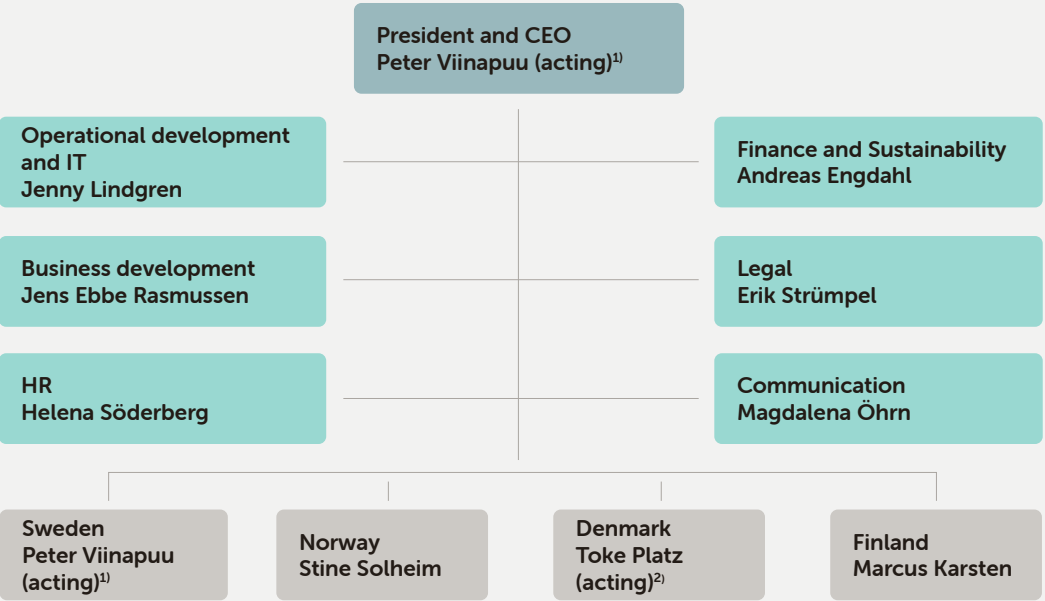 President and CEO
Peter Viinapuu (acting)1)
Operational development
and IT
Jenny Lindgren
Finance and Sustainability
Andreas Engdahl
Business development
Jens Ebbe Rasmussen
Legal
Erik Strümpel
HR
Helena Söderberg
Communication
Magdalena Öhrn
Sweden
Peter Viinapuu
(acting)1)
Norway
Stine Solheim
Denmark
Toke Platz
(acting)2)
Finland
Marcus Karsten